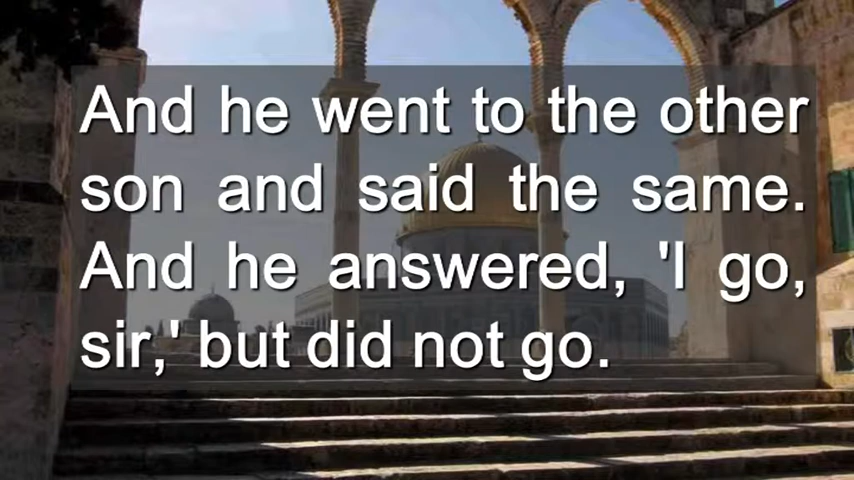 And he went to the other
son and said the same.
And he answered, 'I go,
sir,' but did not go.